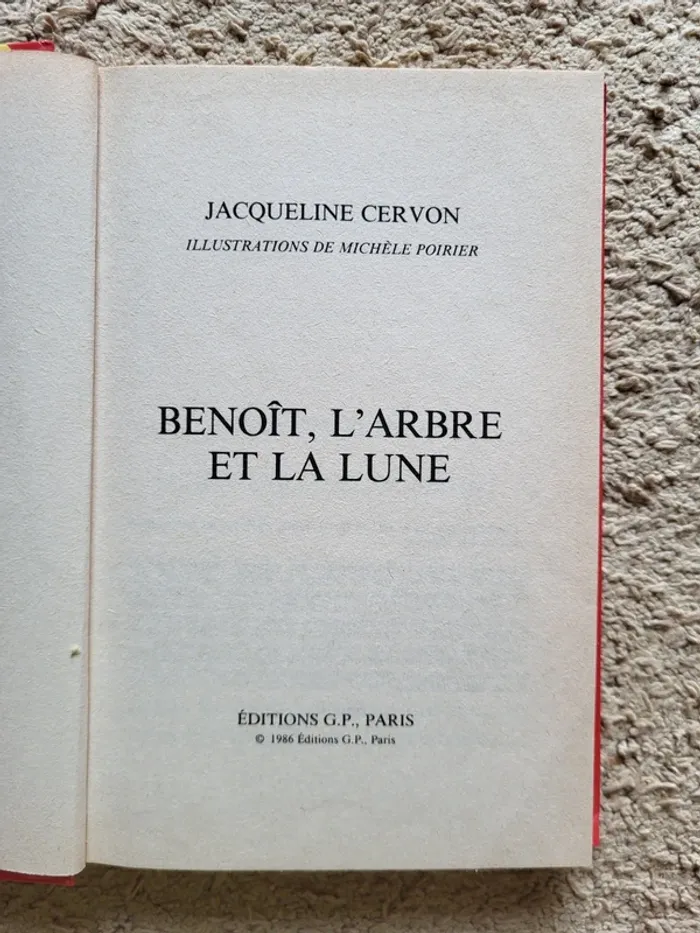 JACQUELINE CERVON
ILLUSTRATIONS DE MICHÈLE POIRIER
BENOÎT, L'ARBRE
ET LA LUNE
ÉDITIONS G.P., PARIS
© 1986 Éditions G.P., Paris